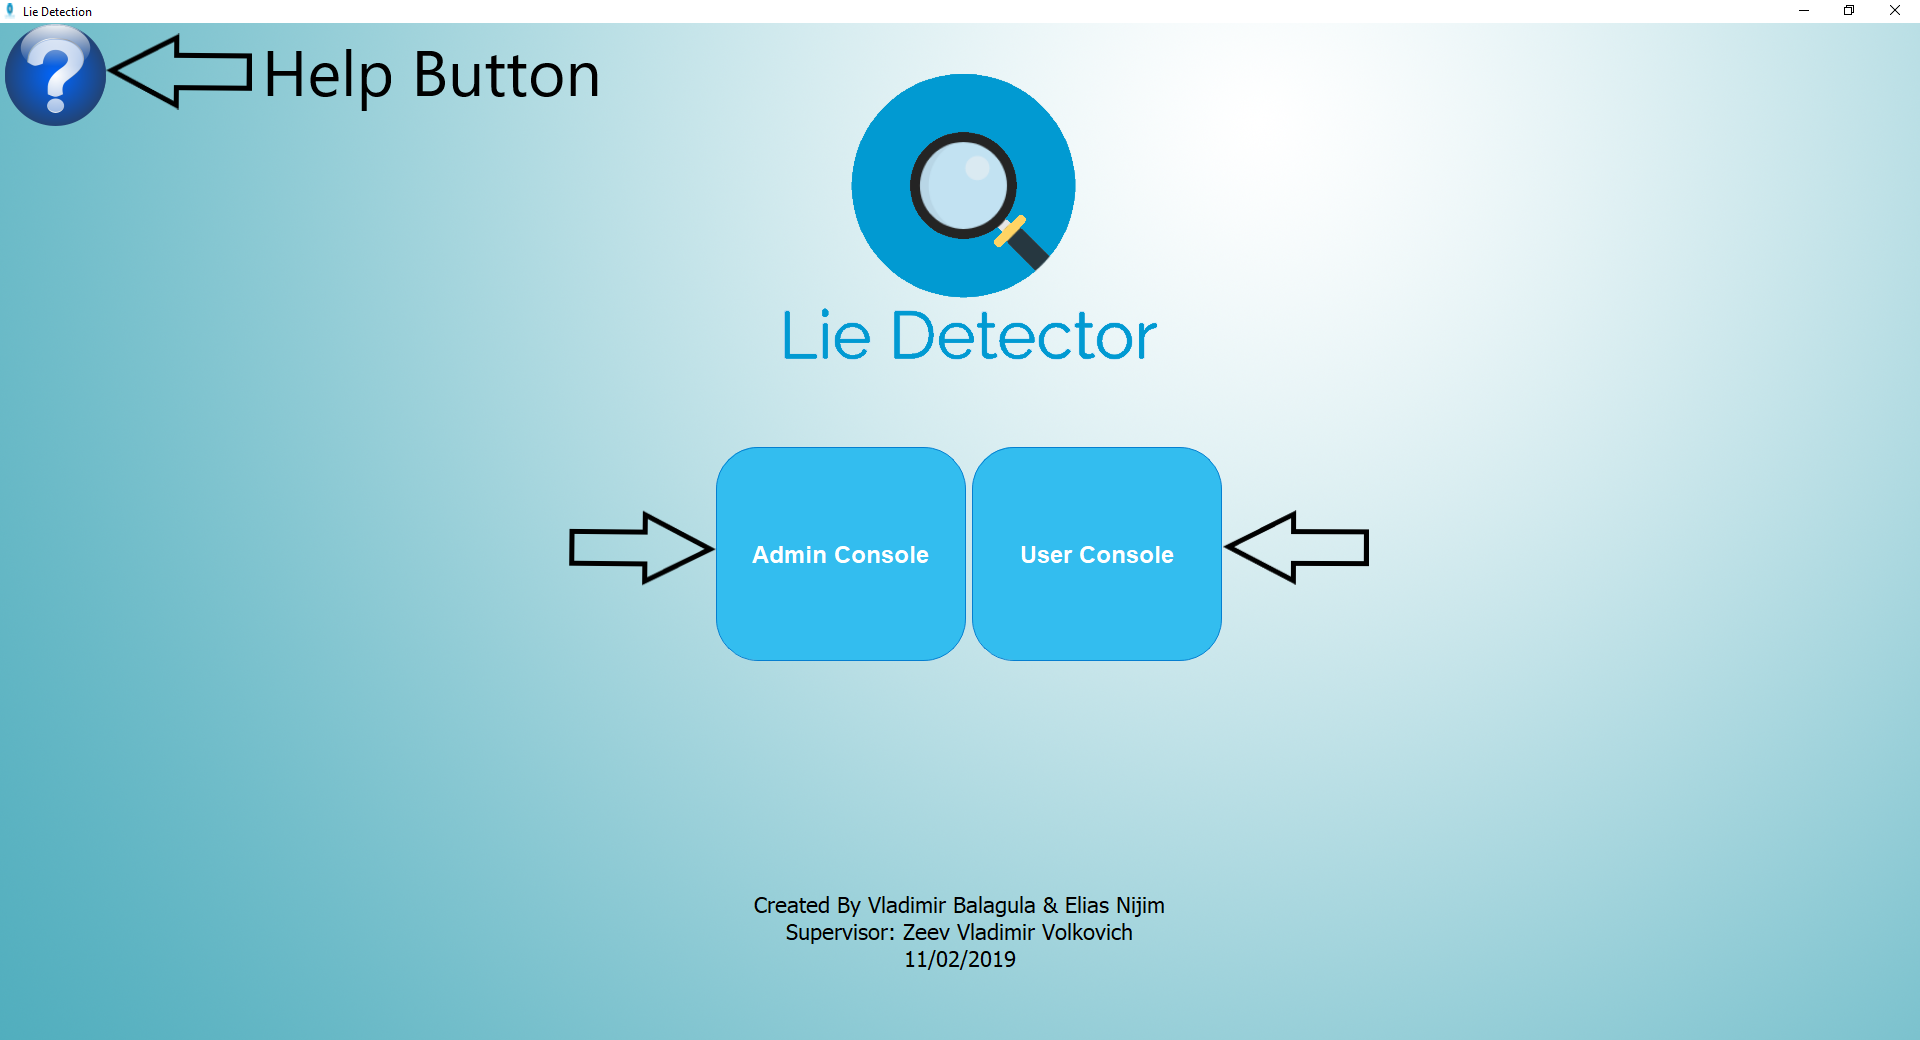 Lie Detection
?
Help Button
Lie Detector
Admin Console
User Console
Created By Vladimir Balagula & Elias Nijim
Supervisor: Zeev Vladimir Volkovich
11/02/2019